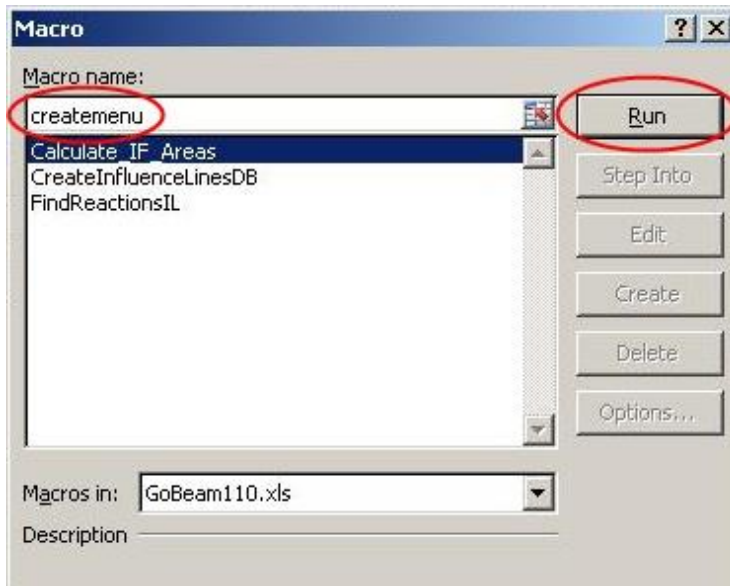 Macro
? X
Macro name:
createmenu
Run
Calculate_IF_Areas
CreateInfluenceLinesDB
FindReactionsIL
Step Into
Edit
Create
Delete
Options...
Macros in:
GoBeam110.xls
Description